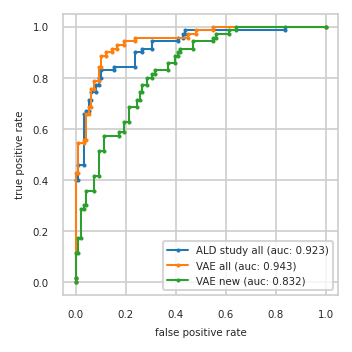 1.0
0.8
0.6
0.4
0.2
0.0
true positive rate
ALD study all (auc: 0.923)
VAE all (auc: 0.943)
VAE new (auc: 0.832)
0.0 0.2 0.4 0.6 0.8 1.0
false positive rate